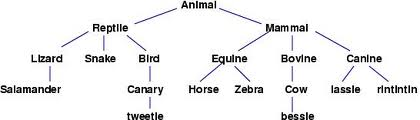 Animal
Reptile Mammal
Lizard Snake Bird Equine Bovine Canine
Salamander Canary Horse Zebra Cow lassie rintintin
tweetie bessie